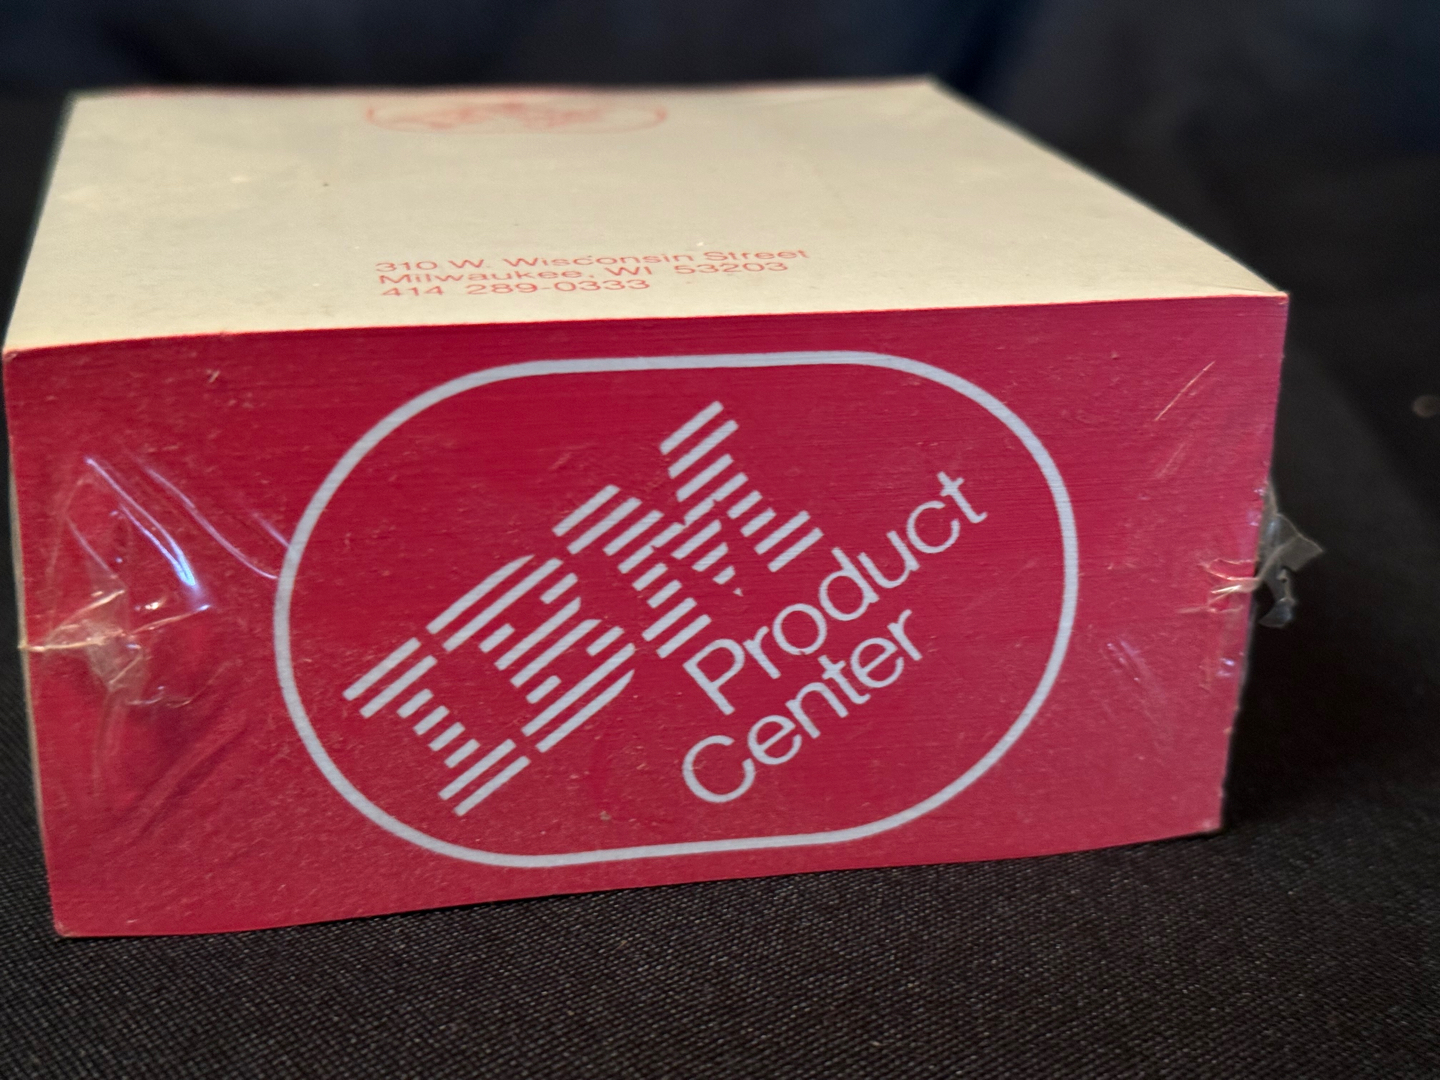 310 W. Wisconsin Street
Milwaukee, WI 53203
414 289-0333
IBM
Product
Center